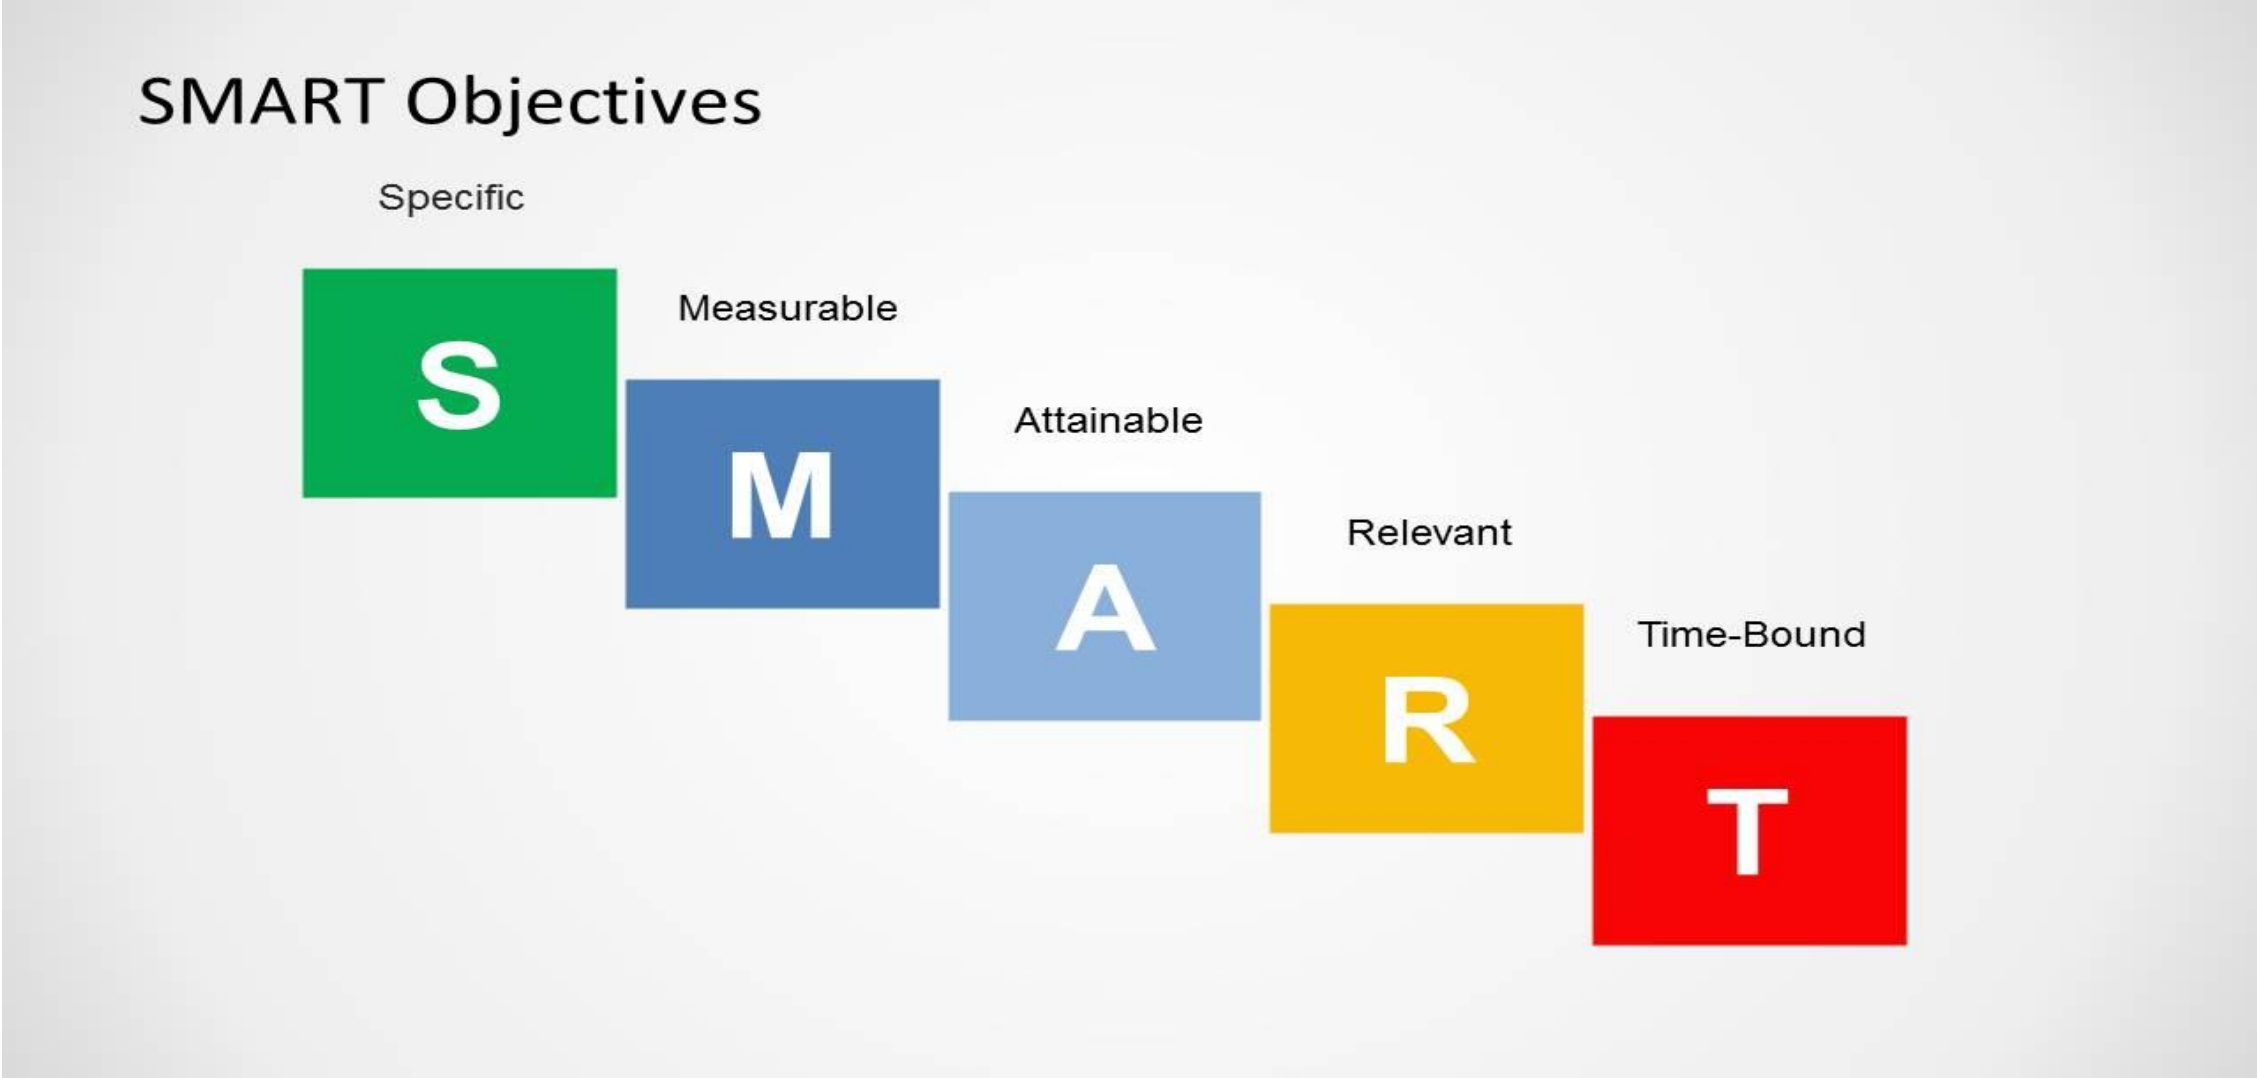 SMART Objectives
Specific
S
Measurable
M
Attainable
A
Relevant
R
Time-Bound
T